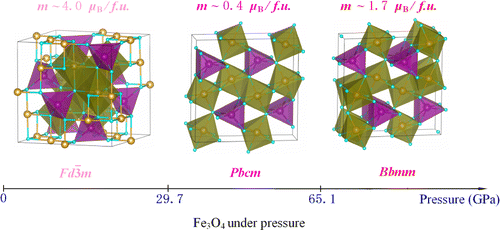 m ~ 4.0 μB/f.u. m ~ 0.4 μB/f.u. m ~ 1.7 μB/f.u.
Fd3̄m Pbcm Bbmm
0 29.7 65.1 Pressure (GPa)
Fe₃O₄ under pressure